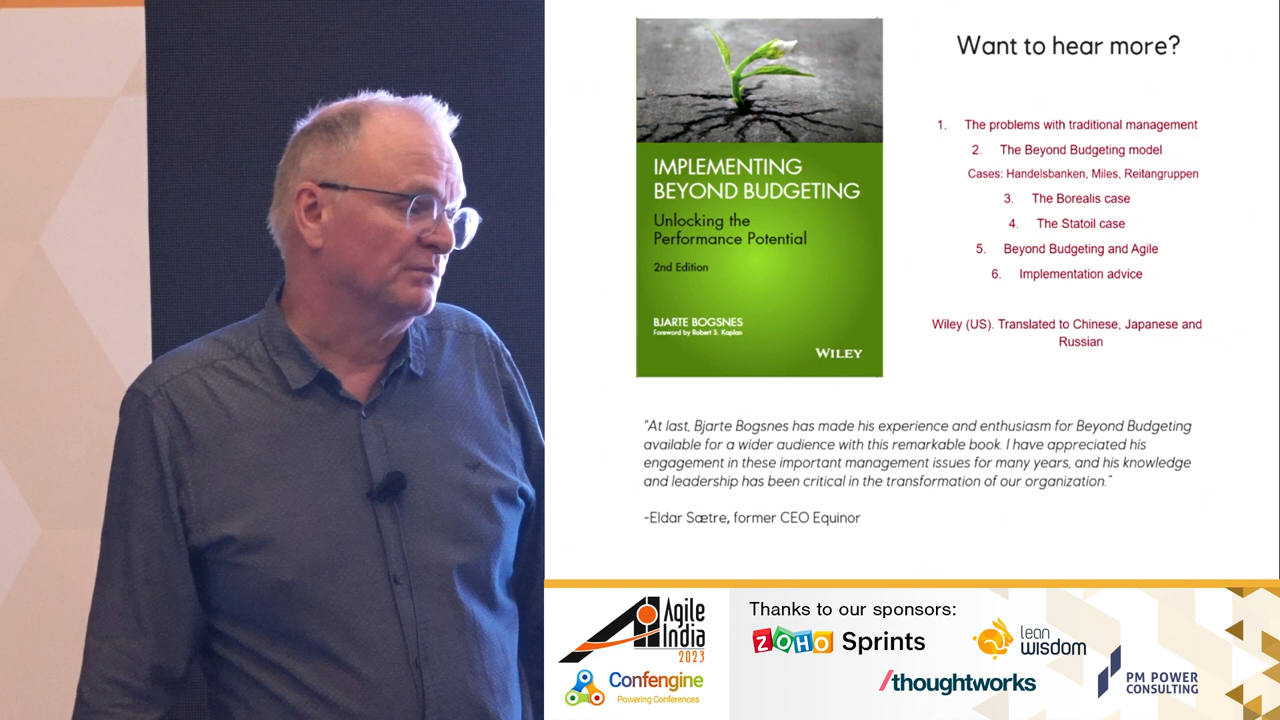 Want to hear more?
IMPLEMENTING
BEYOND BUDGETING
Unlocking the
Performance Potential
2nd Edition
BJARTE BOGSNES
Foreword by Robert S. Kaplan
WILEY
1. The problems with traditional management
2. The Beyond Budgeting model
Cases: Handelsbanken, Miles, Reitangruppen
3. The Borealis case
4. The Statoil case
5. Beyond Budgeting and Agile
6. Implementation advice
Wiley (US). Translated to Chinese, Japanese and
Russian
"At last, Bjarte Bogsnes has made his experience and enthusiasm for Beyond Budgeting
available for a wider audience with this remarkable book. I have appreciated his
engagement in these important management issues for many years, and his knowledge
and leadership has been critical in the transformation of our organization."
-Eldar Sætre, former CEO Equinor
Agile
India
2023
Confengine
Powering Conferences
Thanks to our sponsors:
ZOHO Sprints
lean
wisdom
/thoughtworks
PM POWER
CONSULTING